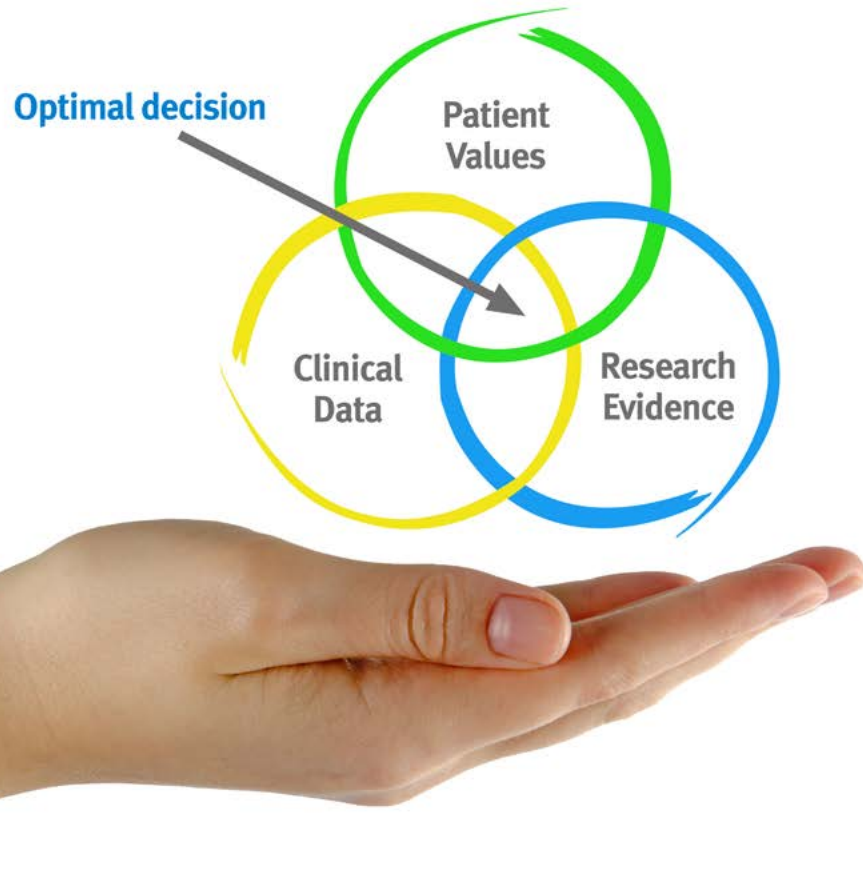 Optimal decision
Patient
Values
Clinical
Data
Research
Evidence